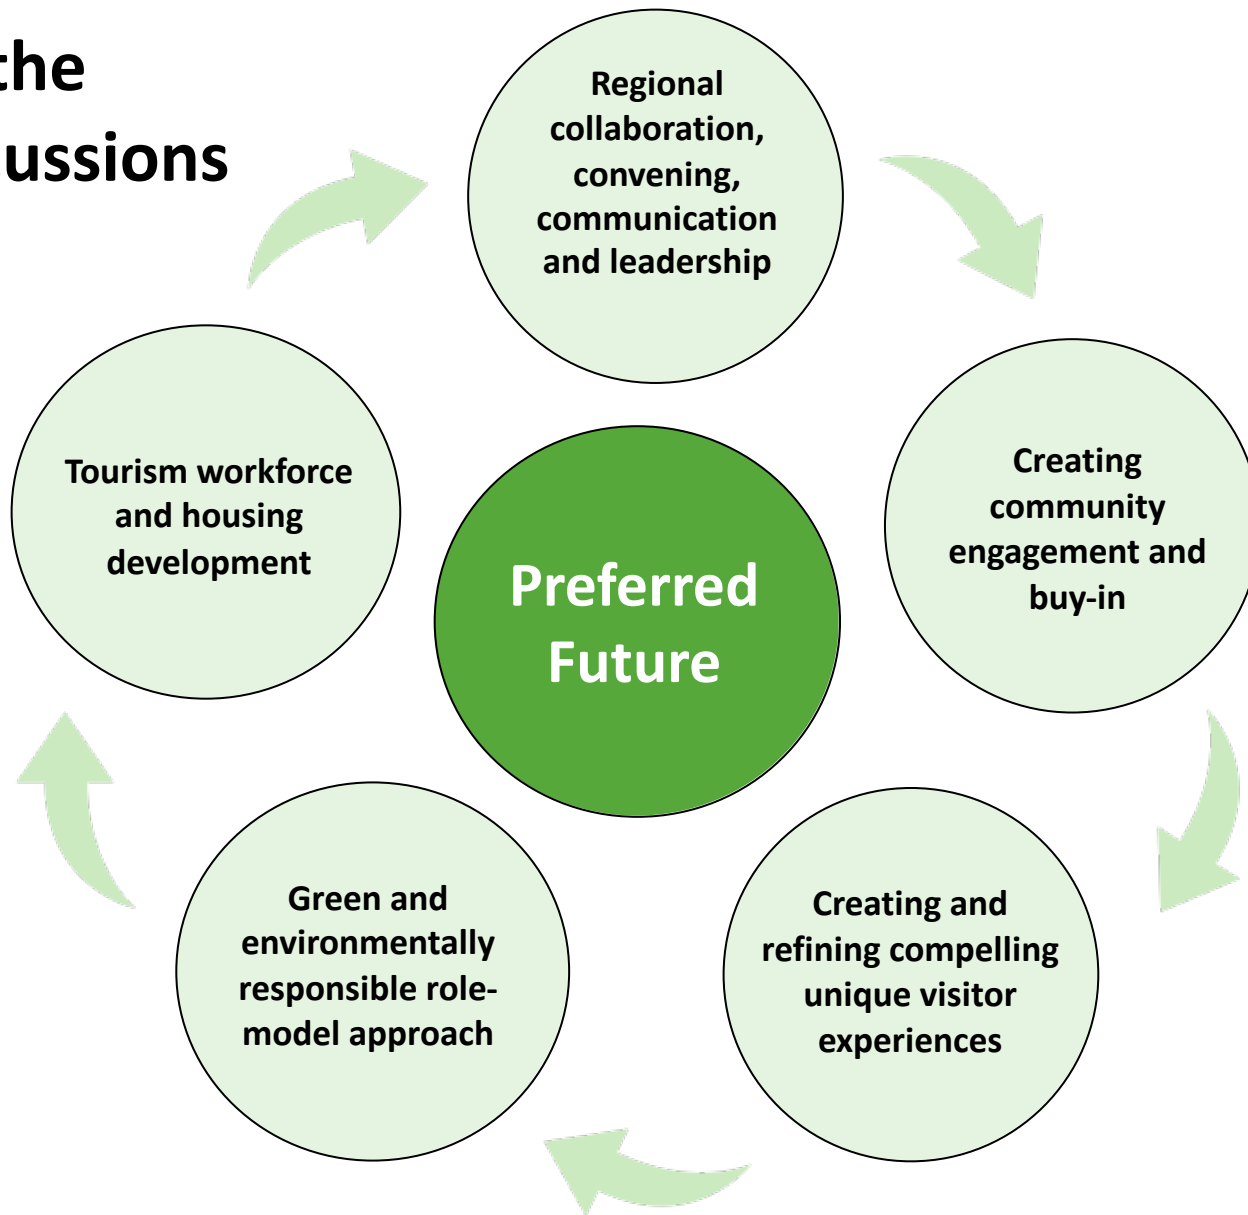 the
ussions
Regional
collaboration,
convening,
communication
and leadership
Creating
community
engagement and
buy-in
Creating and
refining compelling
unique visitor
experiences
Green and
environmentally
responsible role-
model approach
Tourism workforce
and housing
development
Preferred
Future